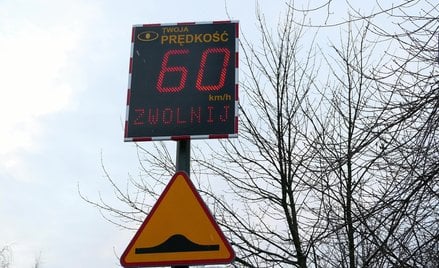 TWOJA
PRĘDKOŚĆ
60
km/h
ZWOLNIJ